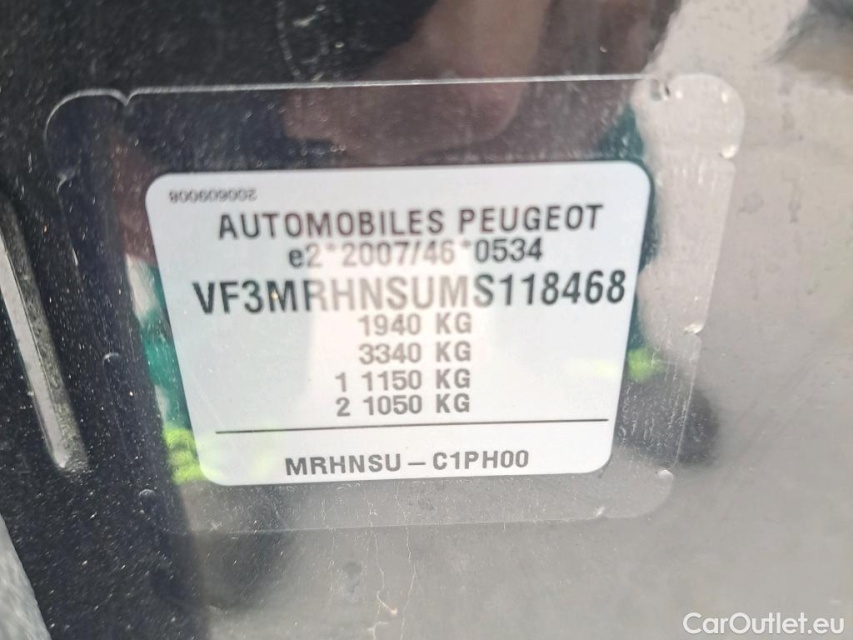 200609008
AUTOMOBILES PEUGEOT
e2*2007/46*0534
VF3MRHNSUMS118468
1940 KG
3340 KG
1 1150 KG
2 1050 KG
MRHNSU-C1PH00
CarOutlet.eu